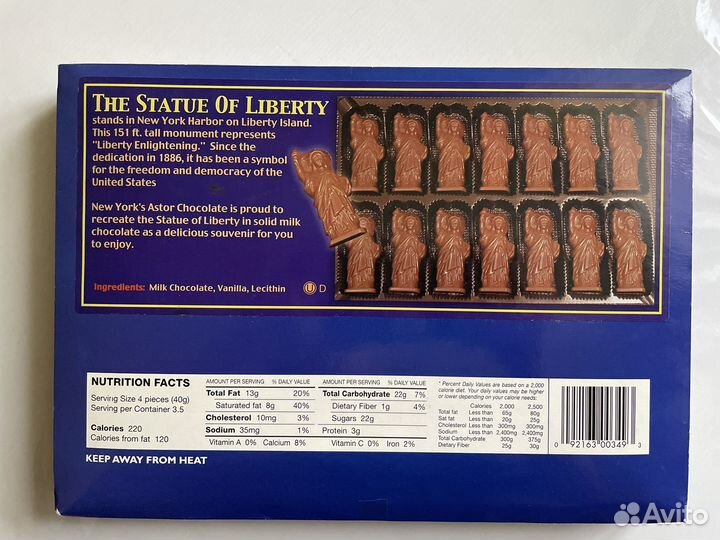 THE STATUE OF LIBERTY
stands in New York Harbor on Liberty Island.
This 151 ft. tall monument represents
"Liberty Enlightening." Since the
dedication in 1886, it has been a symbol
for the freedom and democracy of the
United States
New York's Astor Chocolate is proud to
recreate the Statue of Liberty in solid milk
chocolate as a delicious souvenir for you
to enjoy.
Ingredients: Milk Chocolate, Vanilla, Lecithin
U D
NUTRITION FACTS
Serving Size 4 pieces (40g)
Serving per Container 3.5
Calories 220
Calories from fat 120
AMOUNT PER SERVING % DAILY VALUE
Total Fat 13g 20%
Saturated fat 8g 40%
Cholesterol 10mg 3%
Sodium 35mg 1%
Vitamin A 0% Calcium 8%
AMOUNT PER SERVING % DAILY VALUE
Total Carbohydrate 22g 7%
Dietary Fiber 1g 4%
Sugars 22g
Protein 3g
Vitamin C 0% Iron 2%
* Percent Daily Values are based on a 2,000
calorie diet. Your daily values may be higher
or lower depending on your calorie needs:
Calories 2,000 2,500
Total fat Less than 65g 80g
Sat fat Less than 20g 25g
Cholesterol Less than 300mg 300mg
Sodium Less than 2,400mg 2,400mg
Total Carbohydrate 300g 375g
Dietary Fiber 25g 30g
0 92163 00349 3
KEEP AWAY FROM HEAT
Avito